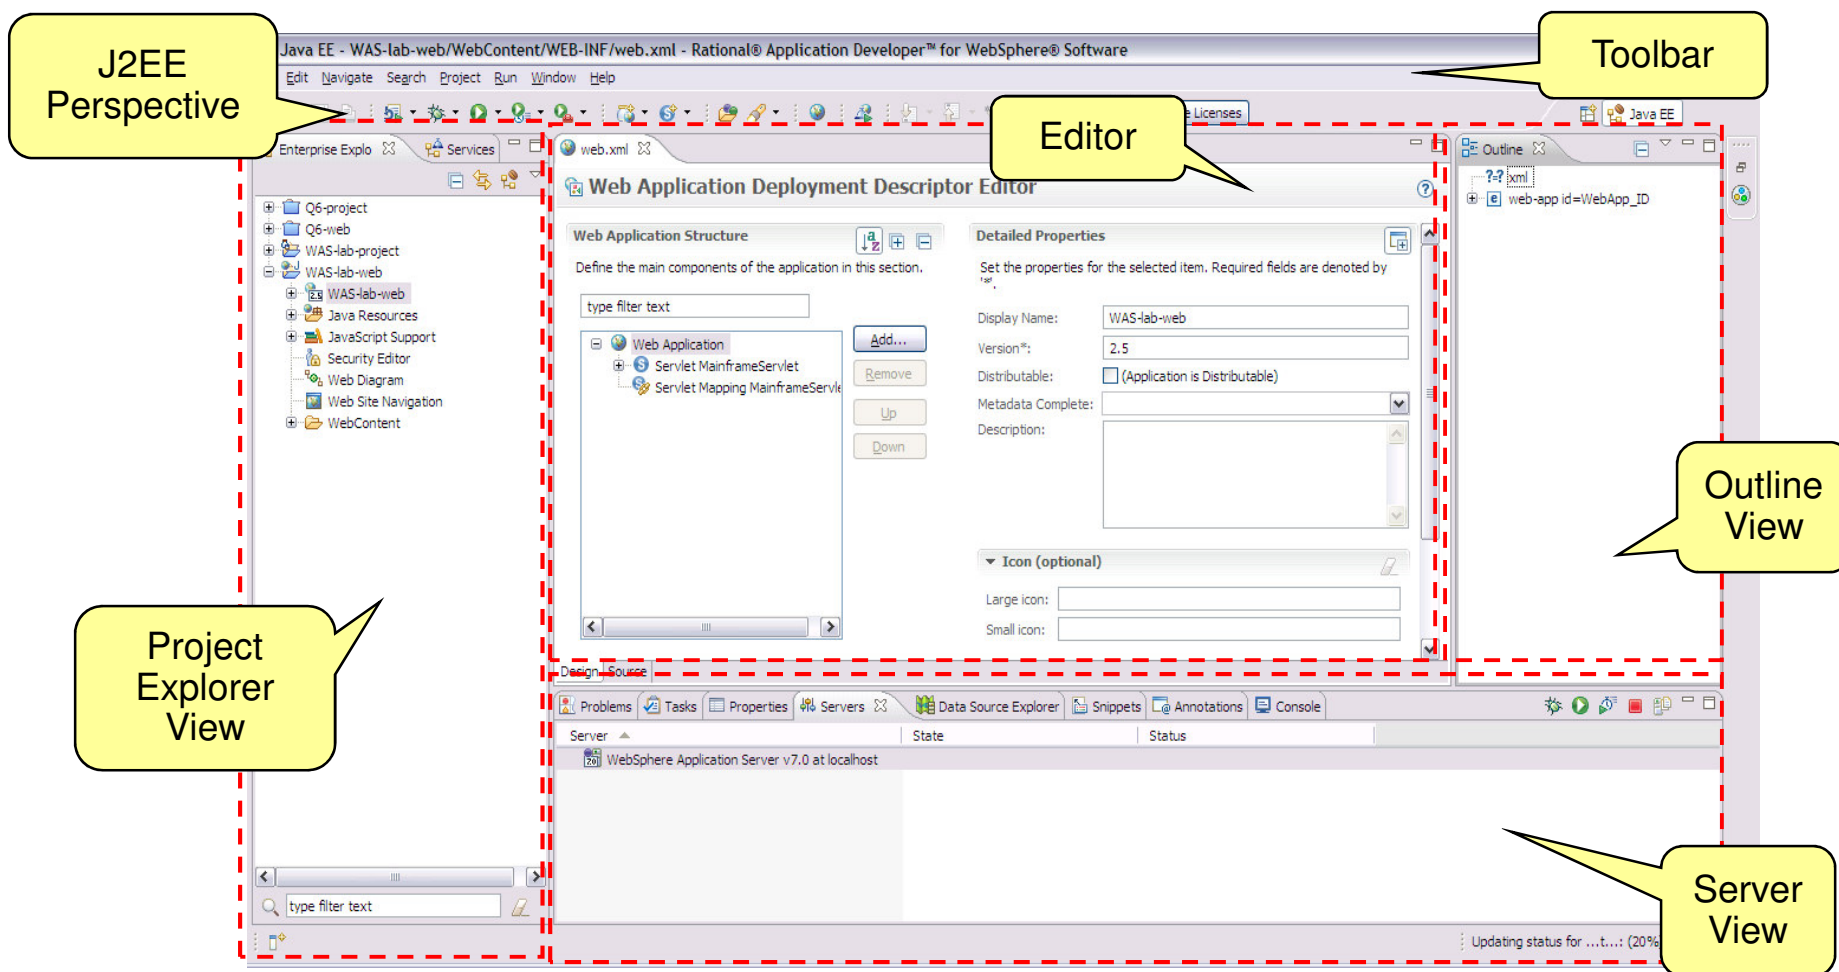 J2EE
Perspective
Java EE - WAS-lab-web/WebContent/WEB-INF/web.xml - Rational® Application Developer™ for WebSphere® Software
Toolbar
Edit Navigate Search Project Run Window Help
Editor
Licenses
Java EE
Enterprise Explo
Services
web.xml
Outline
Web Application Deployment Descriptor Editor
?=? xml
web-app id=WebApp_ID
Q6-project
Q6-web
WAS-lab-project
WAS-lab-web
WAS-lab-web
Java Resources
JavaScript Support
Security Editor
Web Diagram
Web Site Navigation
WebContent
Web Application Structure
Define the main components of the application in this section.
type filter text
Web Application
Servlet MainframeServlet
Servlet Mapping MainframeServle
Add...
Remove
Up
Down
Detailed Properties
Set the properties for the selected item. Required fields are denoted by
'*'.
Display Name: WAS-lab-web
Version*: 2.5
Distributable: (Application is Distributable)
Metadata Complete:
Description:
Icon (optional)
Large icon:
Small icon:
Outline
View
Project
Explorer
View
Design Source
Problems Tasks Properties Servers Data Source Explorer Snippets Annotations Console
Server State Status
WebSphere Application Server v7.0 at localhost
type filter text
Server
View
Updating status for ...t...: (20%